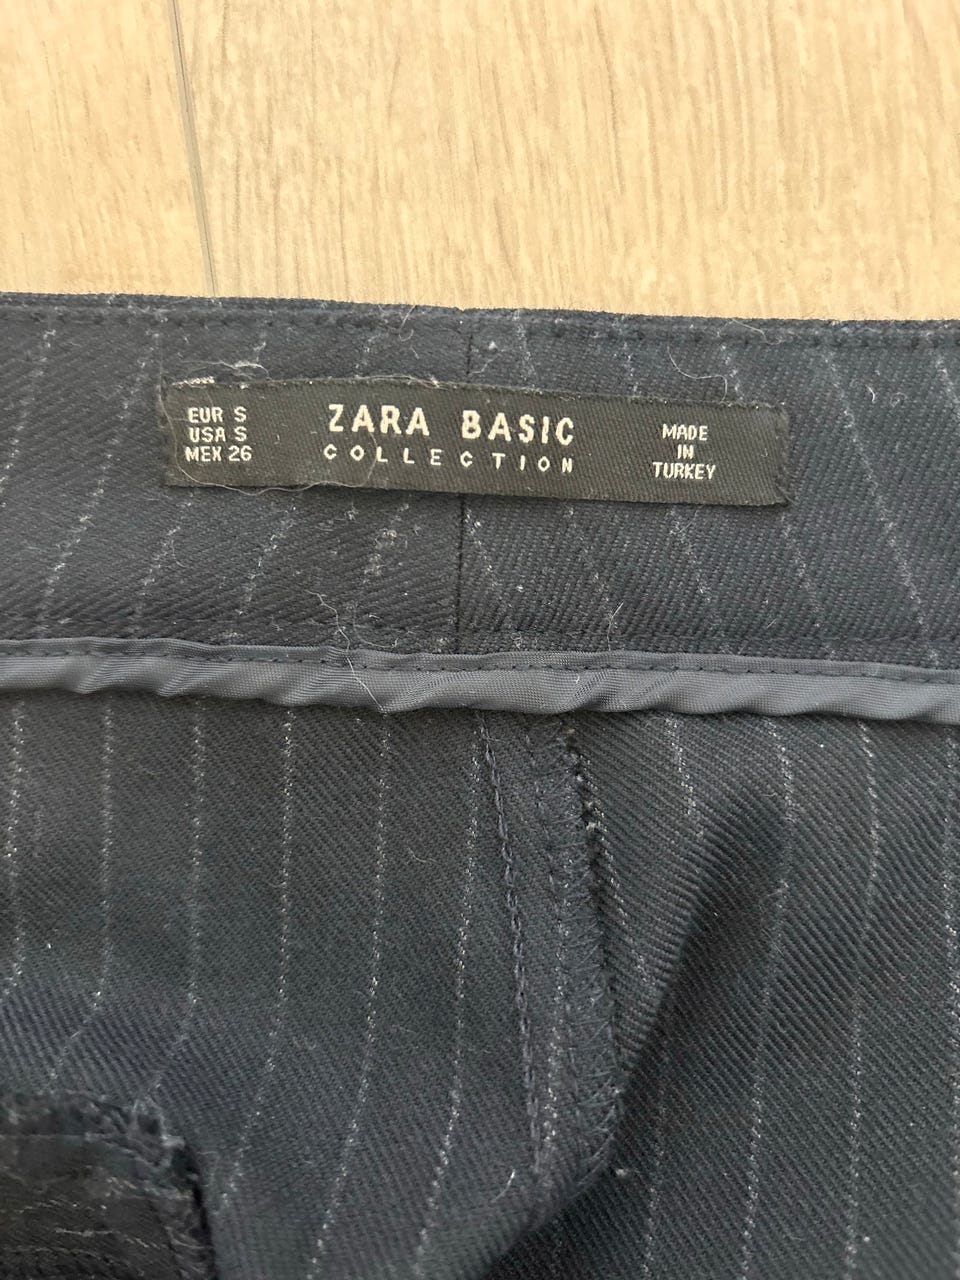 EUR S
USA S
MEX 26
ZARA BASIC
COLLECTION
MADE
IN
TURKEY